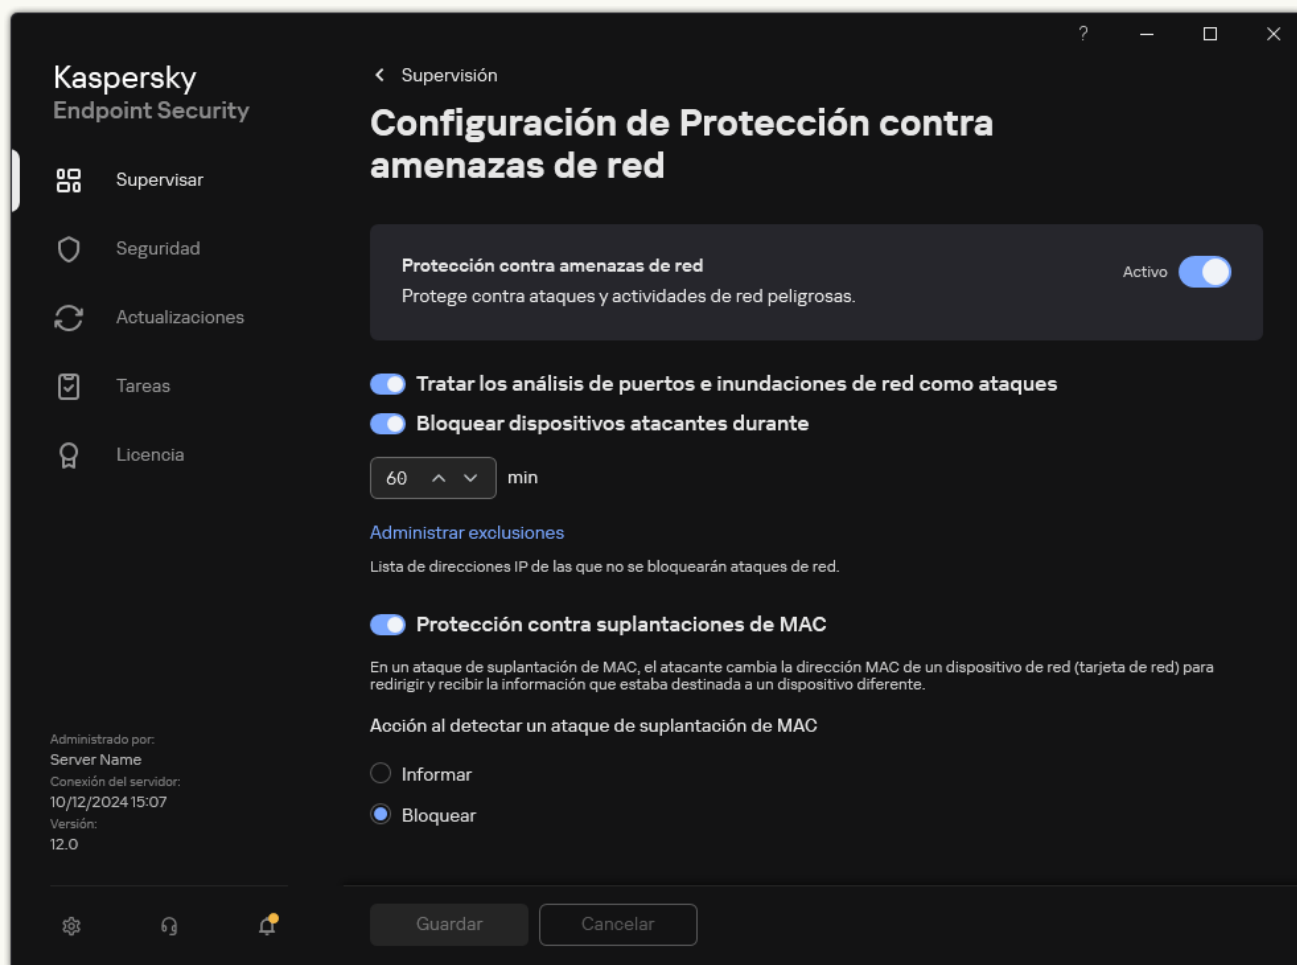 ?
Kaspersky
Endpoint Security
Supervisar
Seguridad
Actualizaciones
Tareas
Licencia
Administrado por:
Server Name
Conexión del servidor:
10/12/2024 15:07
Versión:
12.0
Supervisión
Configuración de Protección contra
amenazas de red
Protección contra amenazas de red
Protege contra ataques y actividades de red peligrosas.
Activo
Tratar los análisis de puertos e inundaciones de red como ataques
Bloquear dispositivos atacantes durante
60 min
Administrar exclusiones
Lista de direcciones IP de las que no se bloquearán ataques de red.
Protección contra suplantaciones de MAC
En un ataque de suplantación de MAC, el atacante cambia la dirección MAC de un dispositivo de red (tarjeta de red) para
redirigir y recibir la información que estaba destinada a un dispositivo diferente.
Acción al detectar un ataque de suplantación de MAC
Informar
Bloquear
Guardar
Cancelar